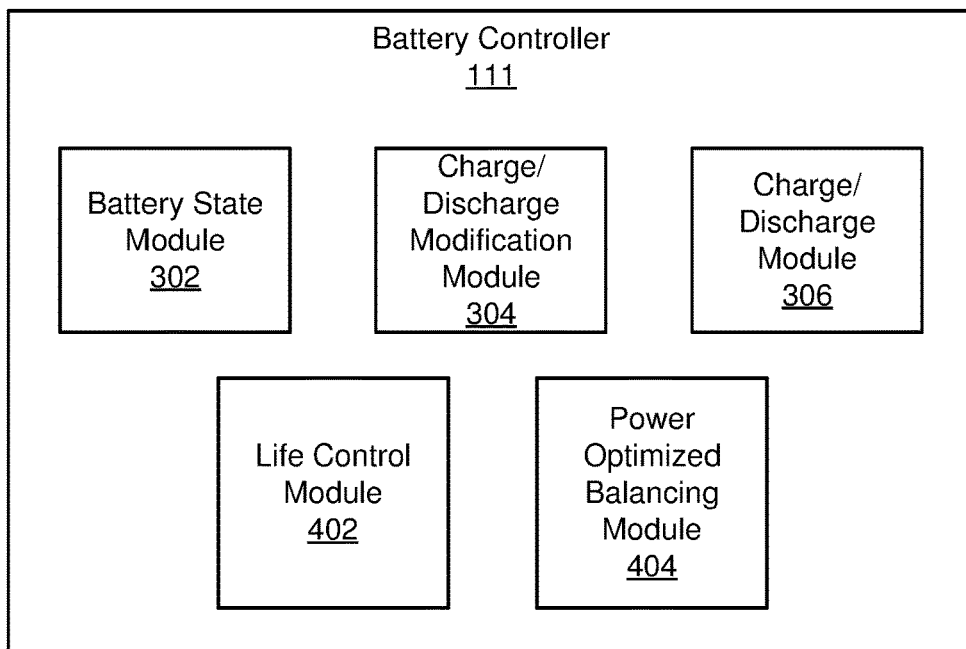 Battery Controller
111
Battery State
Module
302
Charge/
Discharge
Modification
Module
304
Charge/
Discharge
Module
306
Life Control
Module
402
Power
Optimized
Balancing
Module
404